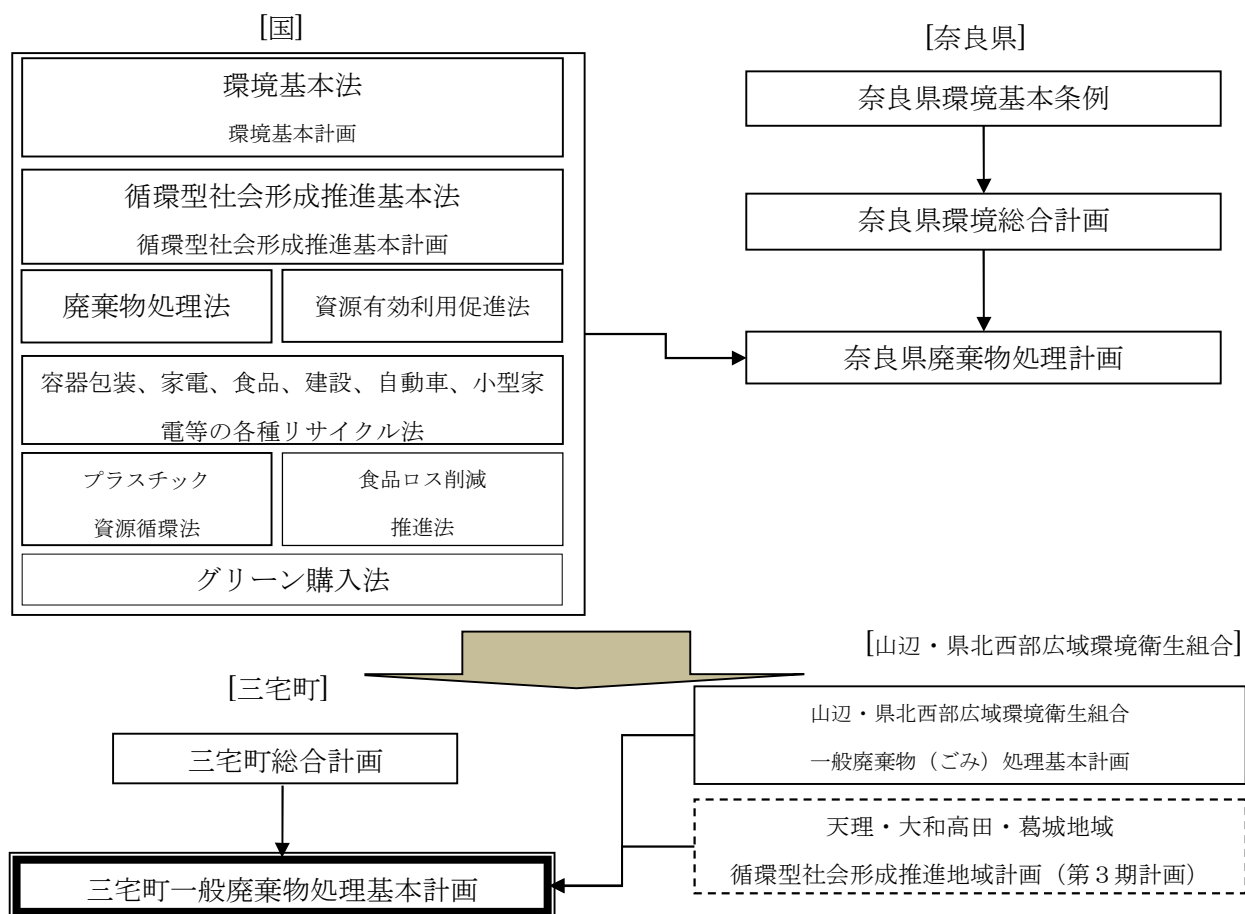 [国]
環境基本法
環境基本計画
循環型社会形成推進基本法
循環型社会形成推進基本計画
廃棄物処理法
資源有効利用促進法
容器包装、家電、食品、建設、自動車、小型家
電等の各種リサイクル法
プラスチック
資源循環法
食品ロス削減
推進法
グリーン購入法
[奈良県]
奈良県環境基本条例
奈良県環境総合計画
奈良県廃棄物処理計画
[三宅町]
三宅町総合計画
三宅町一般廃棄物処理基本計画
[山辺・県北西部広域環境衛生組合]
山辺・県北西部広域環境衛生組合
一般廃棄物（ごみ）処理基本計画
天理・大和高田・葛城地域
循環型社会形成推進地域計画（第３期計画）